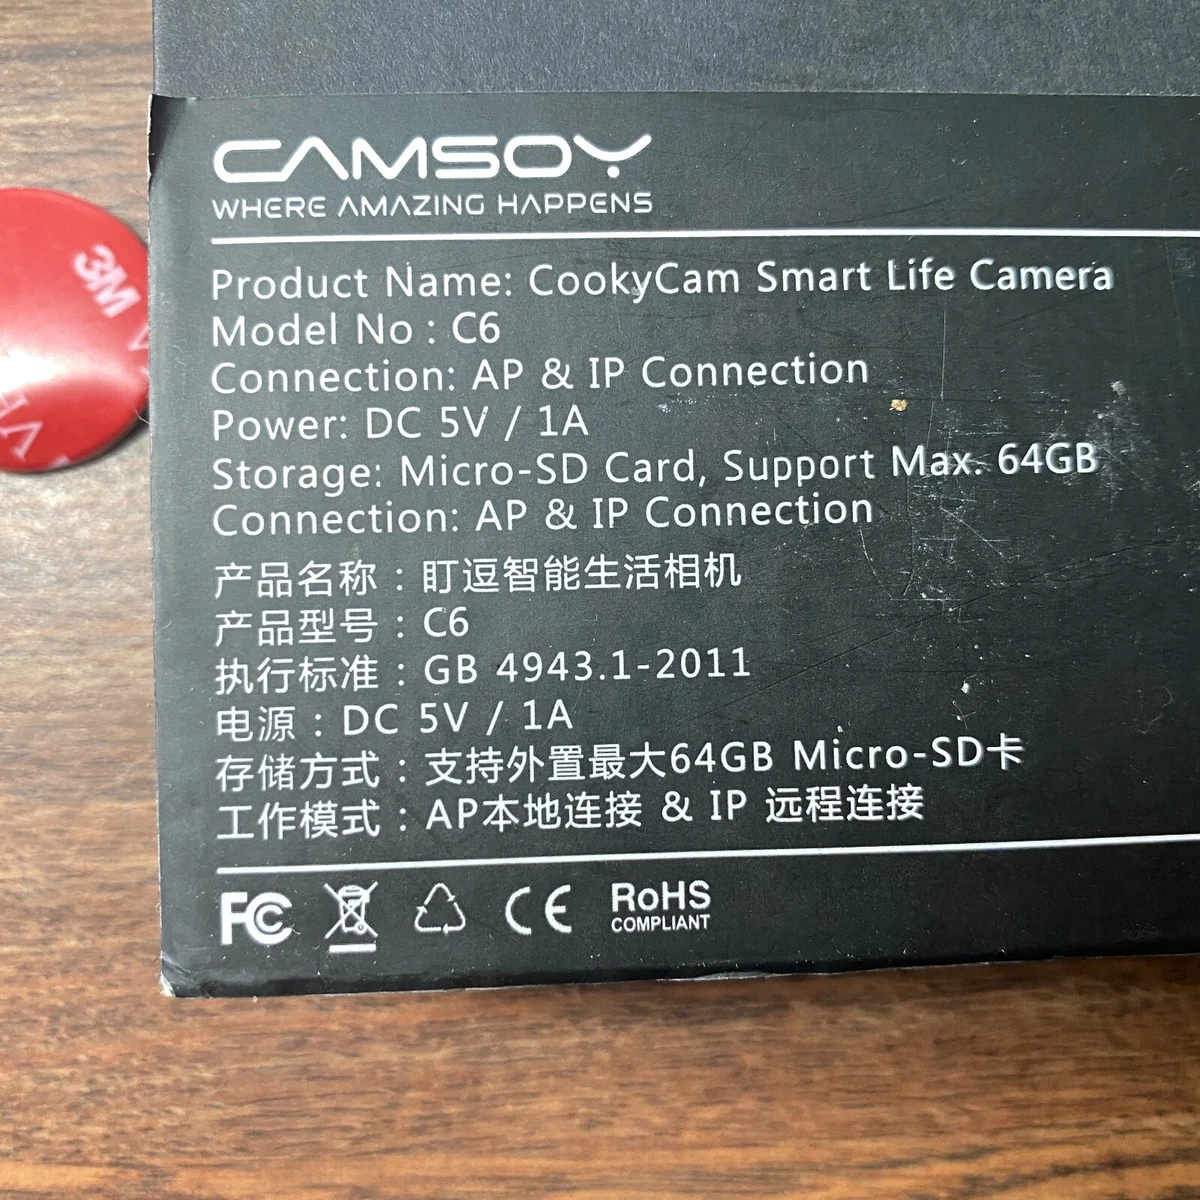 CAMSOY
WHERE AMAZING HAPPENS
Product Name: CookyCam Smart Life Camera
Model No : C6
Connection: AP & IP Connection
Power: DC 5V / 1A
Storage: Micro-SD Card, Support Max. 64GB
Connection: AP & IP Connection
产品名称：盯逗智能生活相机
产品型号：C6
执行标准：GB 4943.1-2011
电源：DC 5V / 1A
存储方式：支持外置最大64GB Micro-SD卡
工作模式：AP本地连接 & IP 远程连接
FC CE RoHS
COMPLIANT
3M